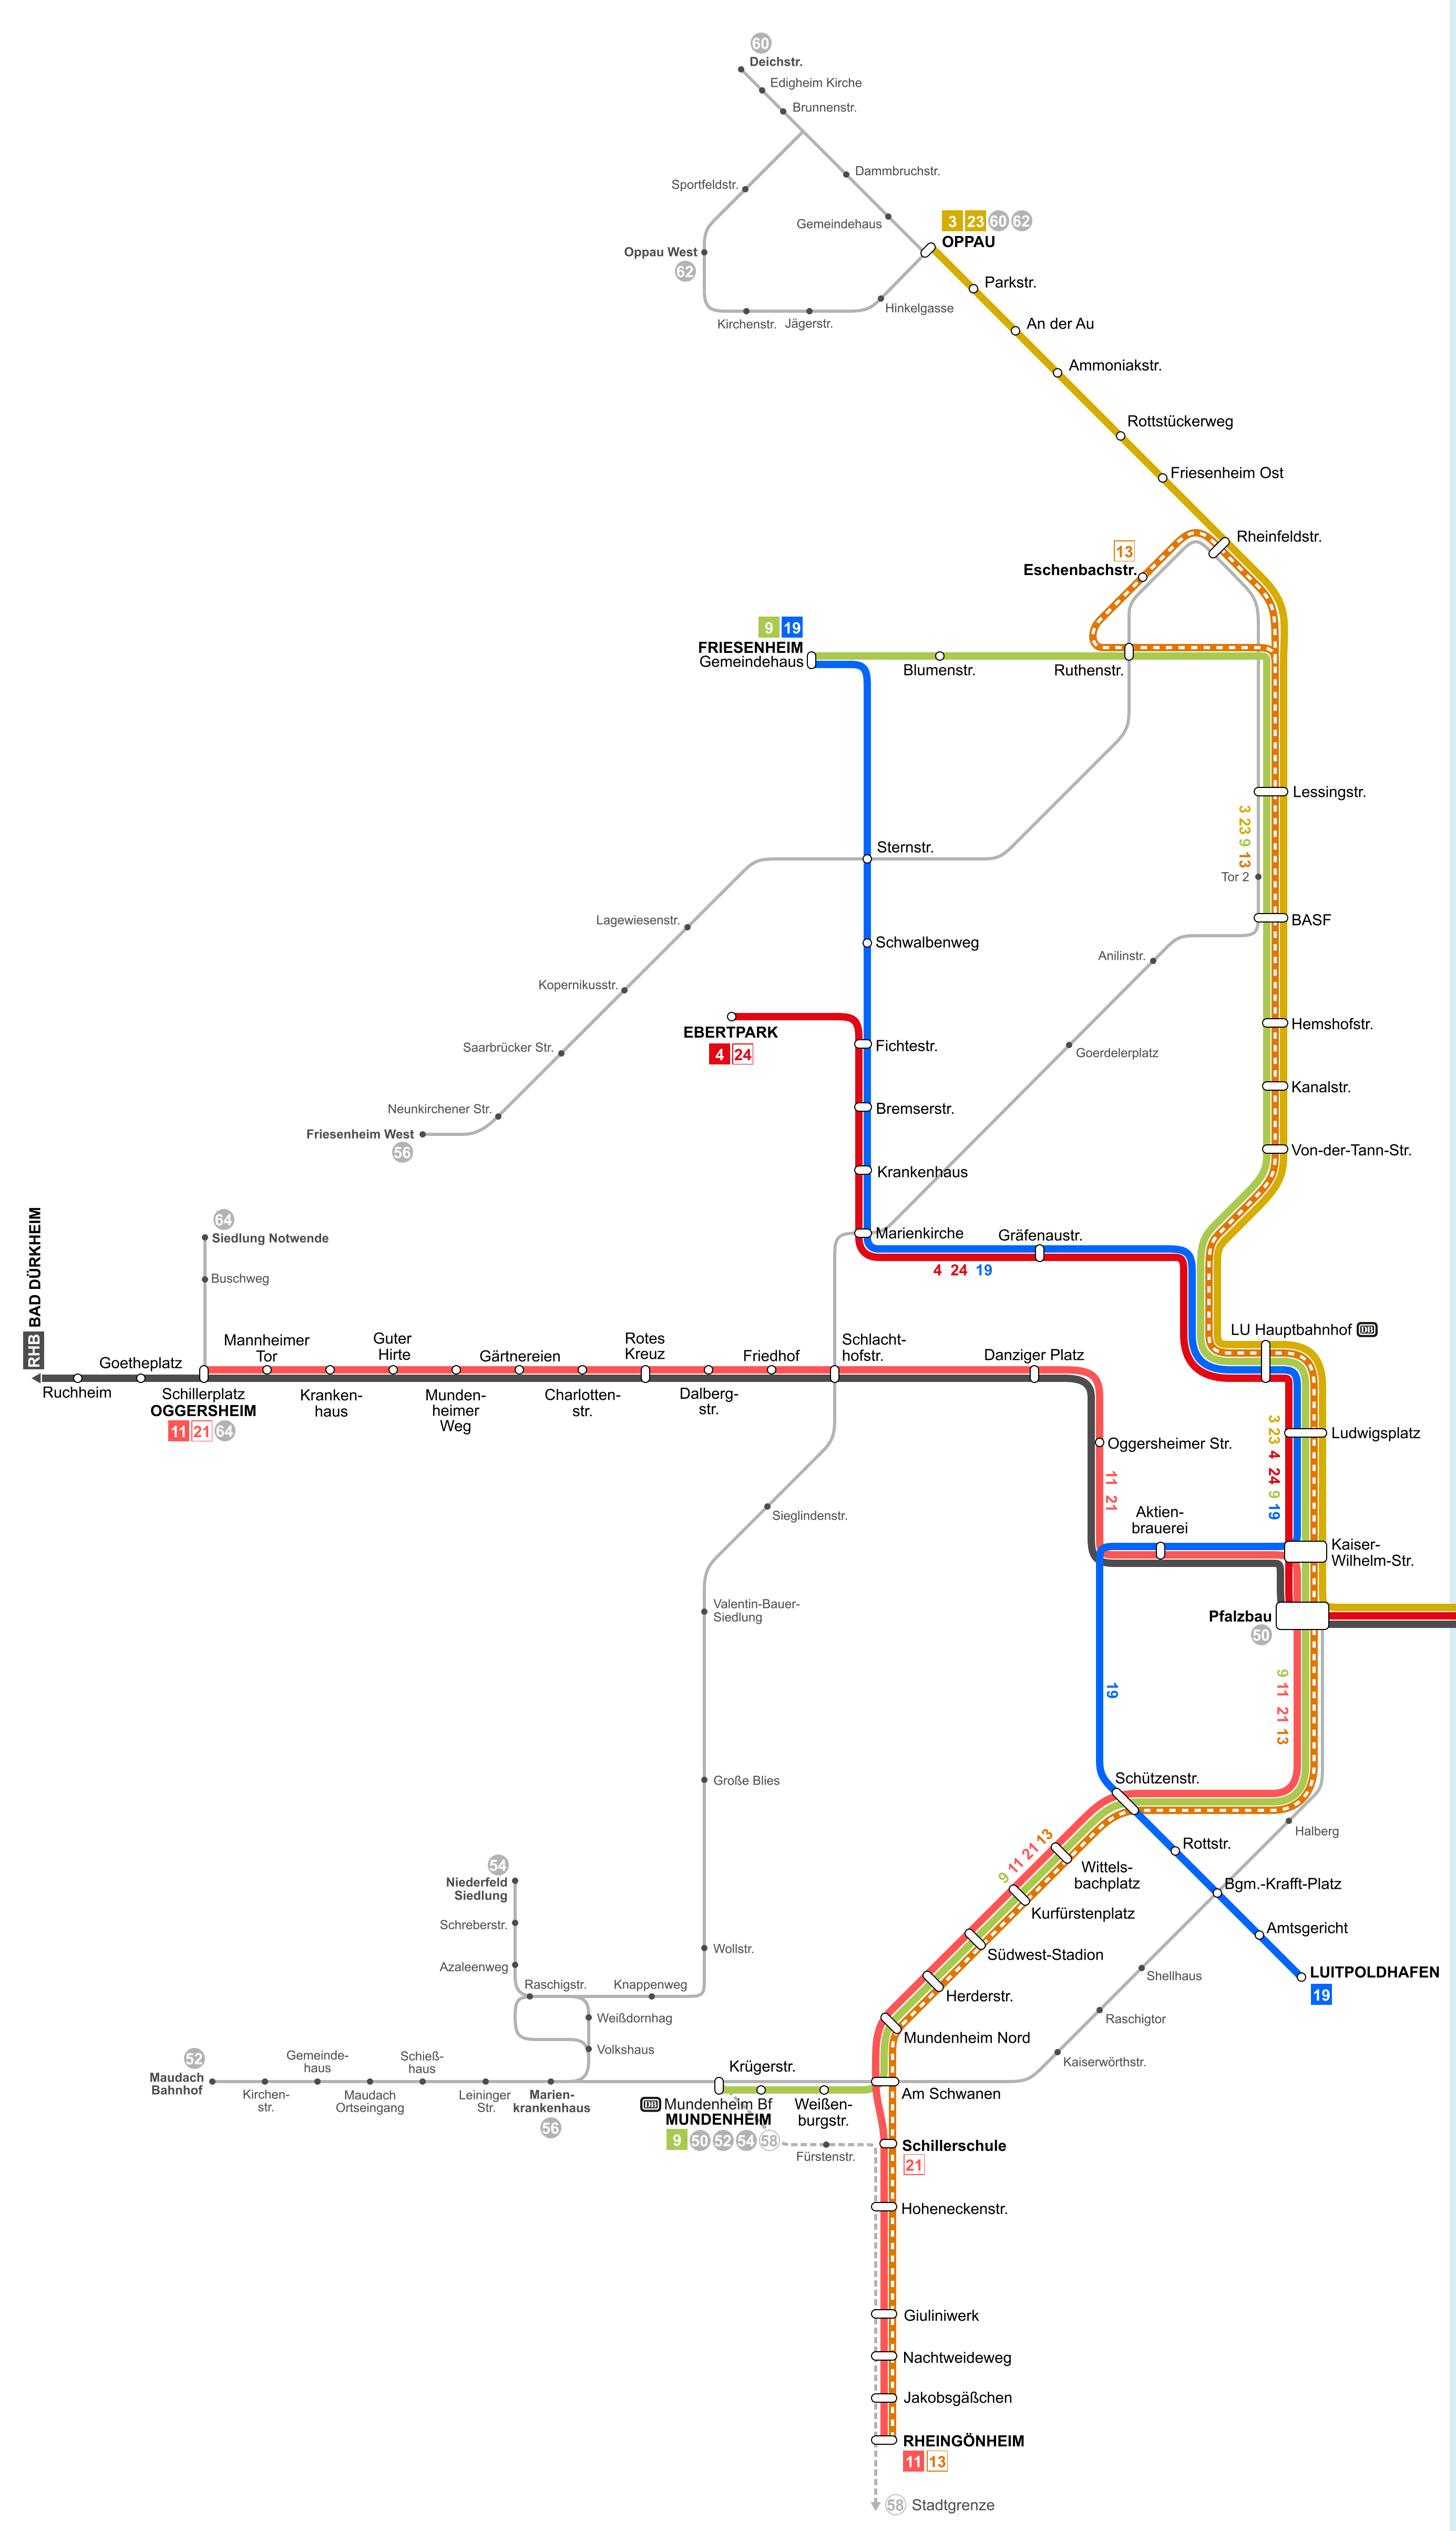 60
Deichstr.
Edigheim Kirche
Brunnenstr.
Dammbruchstr.
Sportfeldstr.
Gemeindehaus
3 23 60 62
OPPAU
Oppau West
62
Parkstr.
Hinkelgasse
Kirchenstr.
Jägerstr.
An der Au
Ammoniakstr.
Rottstückerweg
Friesenheim Ost
Rheinfeldstr.
13
Eschenbachstr.
9 19
FRIESENHEIM
Gemeindehaus
Blumenstr.
Ruthenstr.
Lessingstr.
3 23 9 13
Sternstr.
Tor 2
Lagewiesenstr.
BASF
Schwalbenweg
Anilinstr.
Kopernikusstr.
Hemshofstr.
EBERTPARK
4 24
Fichtestr.
Saarbrücker Str.
Goerdelerplatz
Kanalstr.
Neunkirchener Str.
Bremserstr.
Friesenheim West
56
Von-der-Tann-Str.
Krankenhaus
64
Siedlung Notwende
Marienkirche
Gräfenaustr.
4 24 19
Buschweg
RHB BAD DÜRKHEIM
LU Hauptbahnhof DB
Mannheimer
Tor
Guter
Hirte
Gärtnereien
Rotes
Kreuz
Friedhof
Schlacht-
hofstr.
Danziger Platz
Goetheplatz
Ruchheim
Schillerplatz
OGGERSHEIM
11 21 64
Kranken-
haus
Munden-
heimer
Weg
Charlotten-
str.
Dalberg-
str.
Ludwigsplatz
3 23 4 24 9 19
Oggersheimer Str.
11 21
Sieglindenstr.
Aktien-
brauerei
Kaiser-
Wilhelm-Str.
Valentin-Bauer-
Siedlung
Pfalzbau
50
19
9 11 21 13
Große Blies
Schützenstr.
Halberg
Rottstr.
9 11 21 13
Wittels-
bachplatz
54
Niederfeld
Siedlung
Bgm.-Krafft-Platz
Kurfürstenplatz
Schreberstr.
Amtsgericht
Wollstr.
Südwest-Stadion
Azaleenweg
LUITPOLDHAFEN
19
Shellhaus
Raschigstr.
Knappenweg
Herderstr.
Weißdornhag
Raschigtor
Mundenheim Nord
Volkshaus
52
Maudach
Bahnhof
Gemeinde-
haus
Schieß-
haus
Krügerstr.
Kaiserwörthstr.
Kirchen-
str.
Maudach
Ortseingang
Leininger
Str.
Marien-
krankenhaus
56
DB Mundenheim Bf
MUNDENHEIM
9 50 52 54 58
Weißen-
burgstr.
Am Schwanen
Fürstenstr.
Schillerschule
21
Hoheneckenstr.
Giuliniwerk
Nachtweideweg
Jakobsgäßchen
RHEINGÖNHEIM
11 13
58 Stadtgrenze